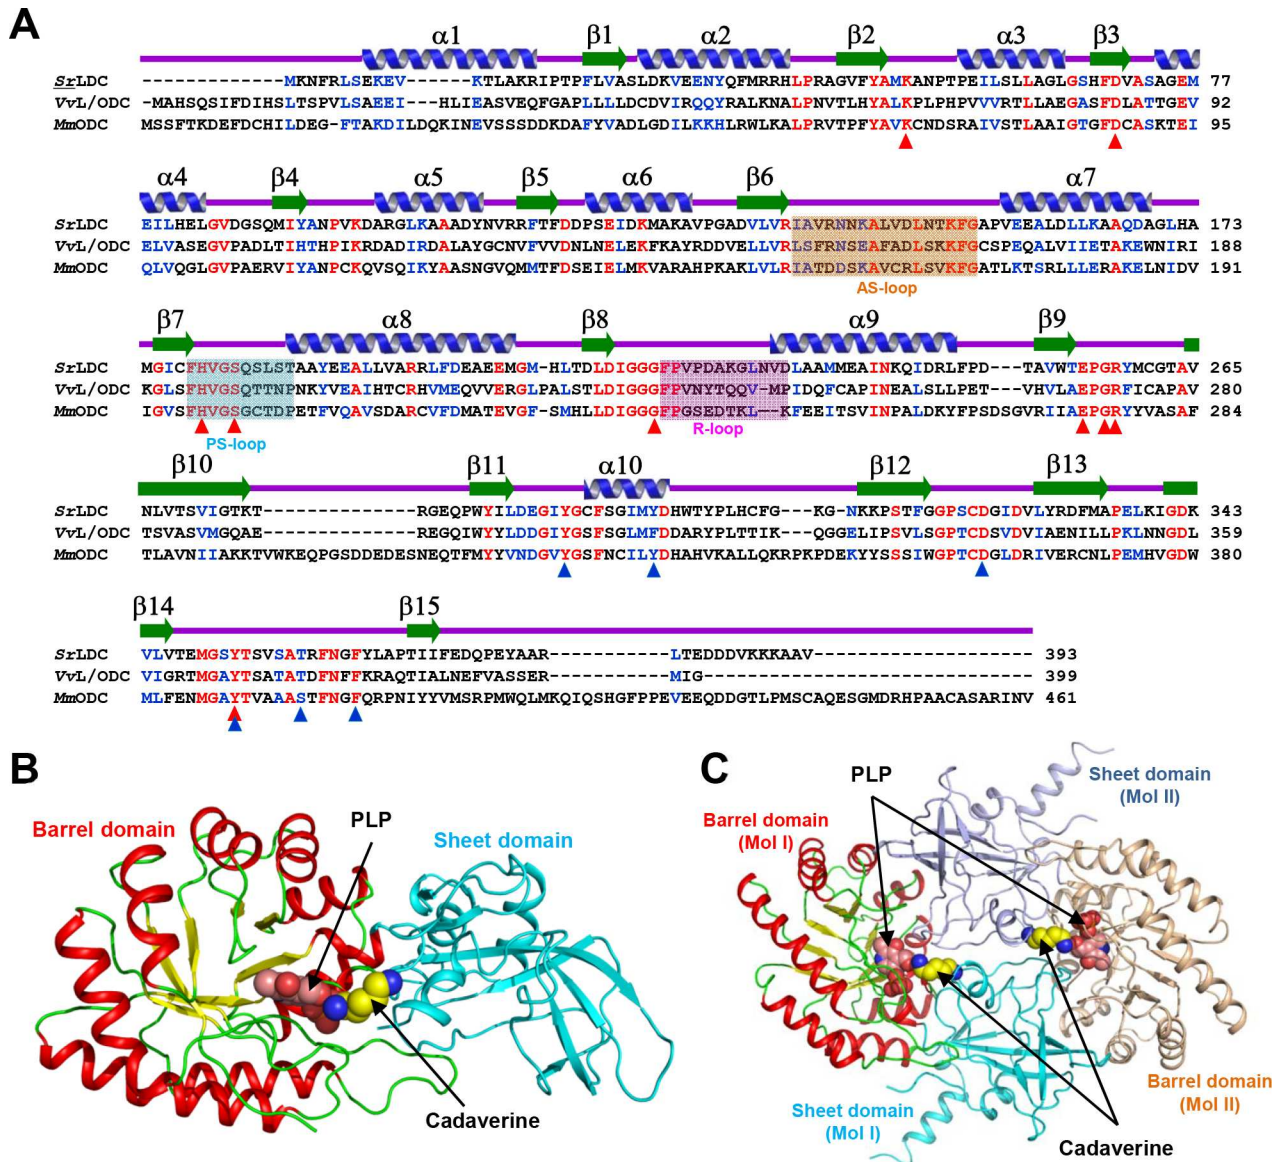 A
α1 β1 α2 β2 α3 β3
SrLDC --------------MKNFRLSEKEV------KTLAKRIPTPFLVASLDKVEENYQFMRRHLPRAGVFYAMKANPTPEILSLLAGLGSHFDVASAGEM 77
VvL/ODC -MAHSQSIFDIHSLTSPVLSAEEI---HLIEASVEQFGAPLLLLDCDVIRQQYRALKNALPNVTLHYALKPLPHPVVVRTLLAEGASFDLATTGEV 92
MmODC MSSFTKDEFDCHILDEG-FTAKDILDQKINEVSSSDDKDAFYVADLGDILKKHLRWLKALPRVTPFYAVKCNDSRAIVSTLAAIGTGFDCASKTEI 95
α4 β4 α5 β5 α6 β6 α7
SrLDC EILHELGVDGSQMIYANPVKDARGLKAAADYNVRRFTFDDPSEIDKMAKAVPGADVLVRIAVRNNKALVDLNTKFGAPVEEALDLLKAAQDAGLHA 173
VvL/ODC ELVASEGVPADLTIHTHPIKRDADIRDALAYGCNVFVVDNLNELEKFKAYRDDVELLVRLSFRNSEAFADLSKKFGCSPEQALVIIETAKEWNIRI 188
MmODC QLVQGLGVPAERVIYANPCKQVSQIKYAASNGVQMMTFDSEIELMKVARAHPKAKLVLRIATDDSKAVCRLSVKFGATLKTSRLLLERAKELNIDV 191
AS-loop
β7 α8 β8 α9 β9
SrLDC MGICFHVGSQSLSTAAYEEALLVARRLFDEAEEMGM-HLTDLDIGGGFPVPDAKGLNVDLAAMMEAINKQIDRLFPD--TAVWTEPGRYMCGTAV 265
VvL/ODC KGLSFHVGSQTTNPNKYVEAIHTCRHVMEQVVERGLPALSTLDIGGGFPVNYTQQV-MPIDQFCAPINEALSLLPET--VHVLAEPGRFICAPAV 280
MmODC IGVSFHVGSGCTDPETFVQAVSDARCVFDMATEVGF-SMHLLDIGGGFPGSEDTKL--KFEEITSVINPALDKYFPSDSGVRIIAEPGRYYVASAF 284
PS-loop R-loop
β10 β11 α10 β12 β13
SrLDC NLVTSVIGTKT--------------RGEQPWYILDEGIYGCFSGIMYDHWTYPLHCFG---KG-NKKPSTFGGPSCDGIDVLYRDFMAPELKIGDK 343
VvL/ODC TSVASVMGQAE--------------REGQIWYYLDDGIYGSFSGLMFDDARYPLTTIK---QGGELIPSVLSGPTCDSVDVIAENILLPKLNNGDL 359
MmODC TLAVNIIAKKTVWKEQPGSDDEDESNEQTFMYYVNDGVYGSFNCILYDHAHVKALLQKRPKPDEKYYSSSIWGPTCDGLDRIVERCNLPEMHVGDW 380
β14 β15
SrLDC VLVTEMGSYTSVSATRFNGFYLAPTIIFEDQPEYAAR-----------LTEDDDVKKKAAV-------------------- 393
VvL/ODC VIGRTMGAYTSATATDFNFFKRAQTIALNEFVASSER-----------MIG------------------------------ 399
MmODC MLFENMGAYTVAAASTFNGFQRPNIYYVMSRPMWQLMKQIQSHGFPPEVEEQDDGTLPMSCAQESGMDRHPAACASARINV 461
B
Barrel domain
PLP
Sheet domain
Cadaverine
C
PLP
Sheet domain
(Mol II)
Barrel domain
(Mol I)
Barrel domain
(Mol II)
Sheet domain
(Mol I)
Cadaverine